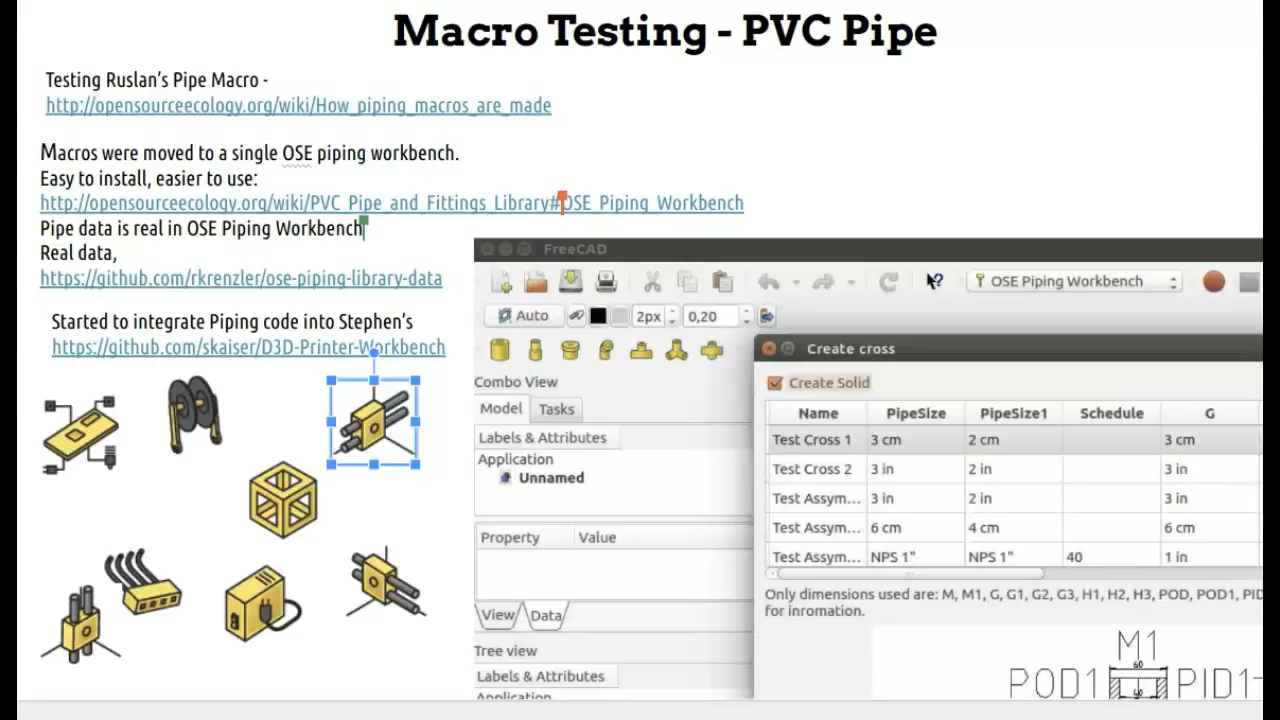 Macro Testing - PVC Pipe
Testing Ruslan's Pipe Macro -
http://opensourceecology.org/wiki/How_piping_macros_are_made
Macros were moved to a single OSE piping workbench.
Easy to install, easier to use:
http://opensourceecology.org/wiki/PVC_Pipe_and_Fittings_Library#OSE_Piping_Workbench
Pipe data is real in OSE Piping Workbench
Real data,
https://github.com/rkrenzler/ose-piping-library-data
Started to integrate Piping code into Stephen's
https://github.com/skaiser/D3D-Printer-Workbench
FreeCAD
OSE Piping Workbench
Auto 2px 0,20
Create cross
Create Solid
Combo View
Model Tasks
Labels & Attributes
Application
Unnamed
Property Value
View Data
Tree view
Labels & Attributes
Application
Name PipeSize PipeSize1 Schedule G
Test Cross 1 3 cm 2 cm 3 cm
Test Cross 2 3 in 2 in 3 in
Test Assym... 3 in 2 in 3 in
Test Assym... 6 cm 4 cm 6 cm
Test Assym... NPS 1" NPS 1" 40 1 in
Only dimensions used are: M, M1, G, G1, G2, G3, H1, H2, H3, POD, POD1, PID
for inromation.
M1
60
POD1 PID1